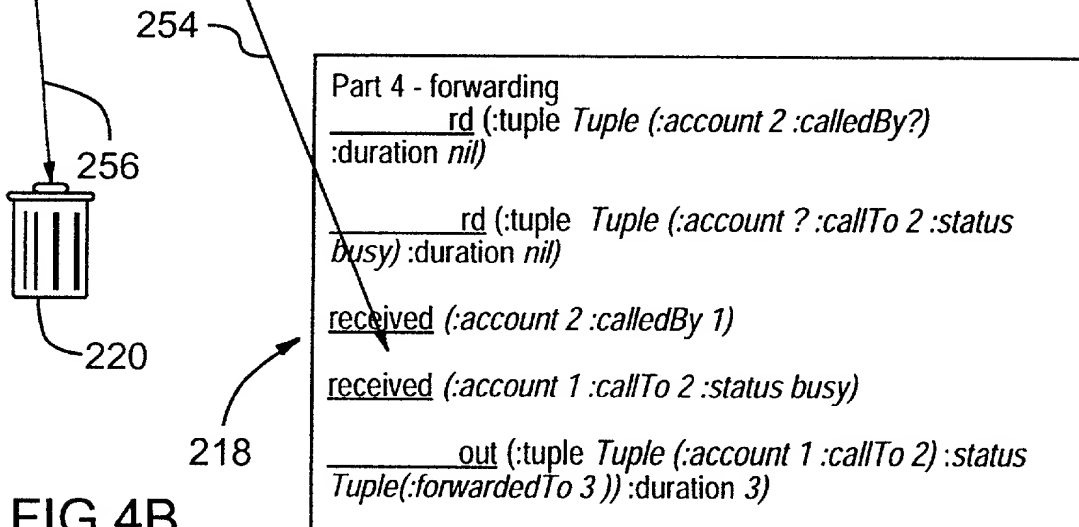 254
Part 4 - forwarding
rd (:tuple Tuple (:account 2 :calledBy?)
:duration nil)
256
rd (:tuple Tuple (:account ? :callTo 2 :status
busy) :duration nil)
received (:account 2 :calledBy 1)
220
received (:account 1 :callTo 2 :status busy)
218
out (:tuple Tuple (:account 1 :callTo 2) :status
Tuple(:forwardedTo 3 )) :duration 3)
FIG 4B